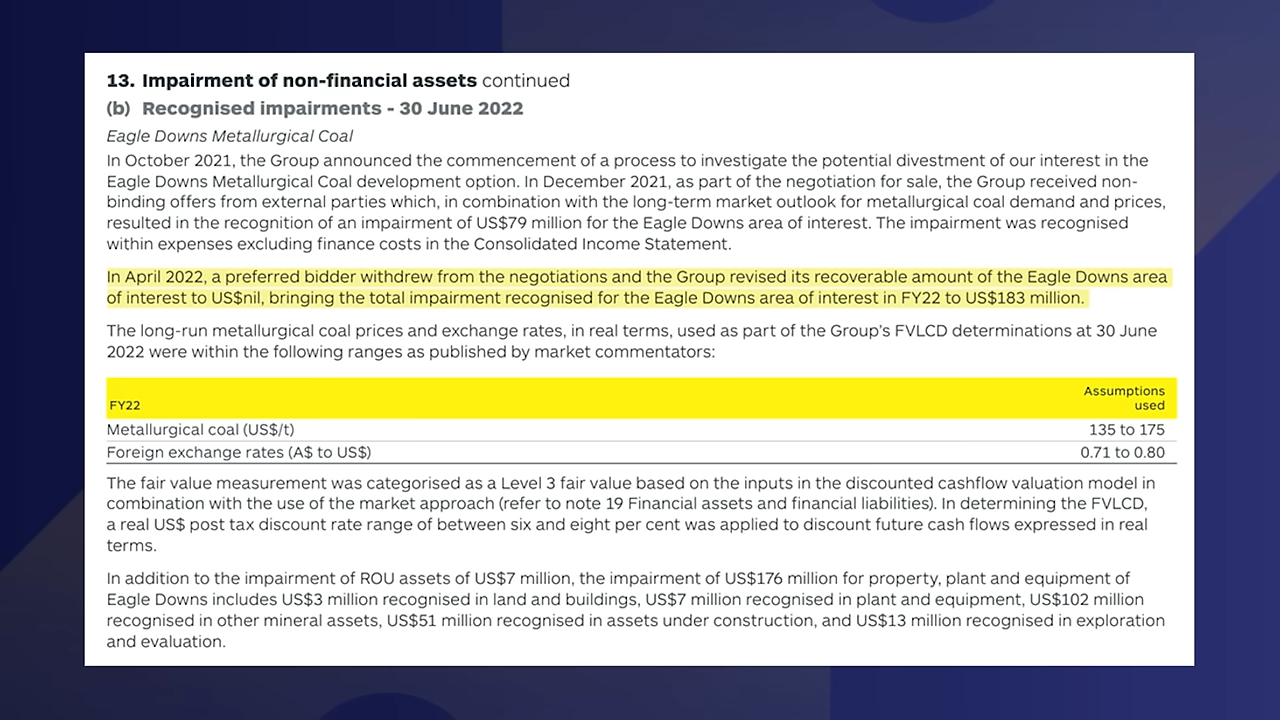 13. Impairment of non-financial assets continued
(b) Recognised impairments - 30 June 2022
Eagle Downs Metallurgical Coal
In October 2021, the Group announced the commencement of a process to investigate the potential divestment of our interest in the
Eagle Downs Metallurgical Coal development option. In December 2021, as part of the negotiation for sale, the Group received non-
binding offers from external parties which, in combination with the long-term market outlook for metallurgical coal demand and prices,
resulted in the recognition of an impairment of US$79 million for the Eagle Downs area of interest. The impairment was recognised
within expenses excluding finance costs in the Consolidated Income Statement.
In April 2022, a preferred bidder withdrew from the negotiations and the Group revised its recoverable amount of the Eagle Downs area
of interest to US$nil, bringing the total impairment recognised for the Eagle Downs area of interest in FY22 to US$183 million.
The long-run metallurgical coal prices and exchange rates, in real terms, used as part of the Group's FVLCD determinations at 30 June
2022 were within the following ranges as published by market commentators:
Assumptions
FY22 used
Metallurgical coal (US$/t) 135 to 175
Foreign exchange rates (A$ to US$) 0.71 to 0.80
The fair value measurement was categorised as a Level 3 fair value based on the inputs in the discounted cashflow valuation model in
combination with the use of the market approach (refer to note 19 Financial assets and financial liabilities). In determining the FVLCD,
a real US$ post tax discount rate range of between six and eight per cent was applied to discount future cash flows expressed in real
terms.
In addition to the impairment of ROU assets of US$7 million, the impairment of US$176 million for property, plant and equipment of
Eagle Downs includes US$3 million recognised in land and buildings, US$7 million recognised in plant and equipment, US$102 million
recognised in other mineral assets, US$51 million recognised in assets under construction, and US$13 million recognised in exploration
and evaluation.